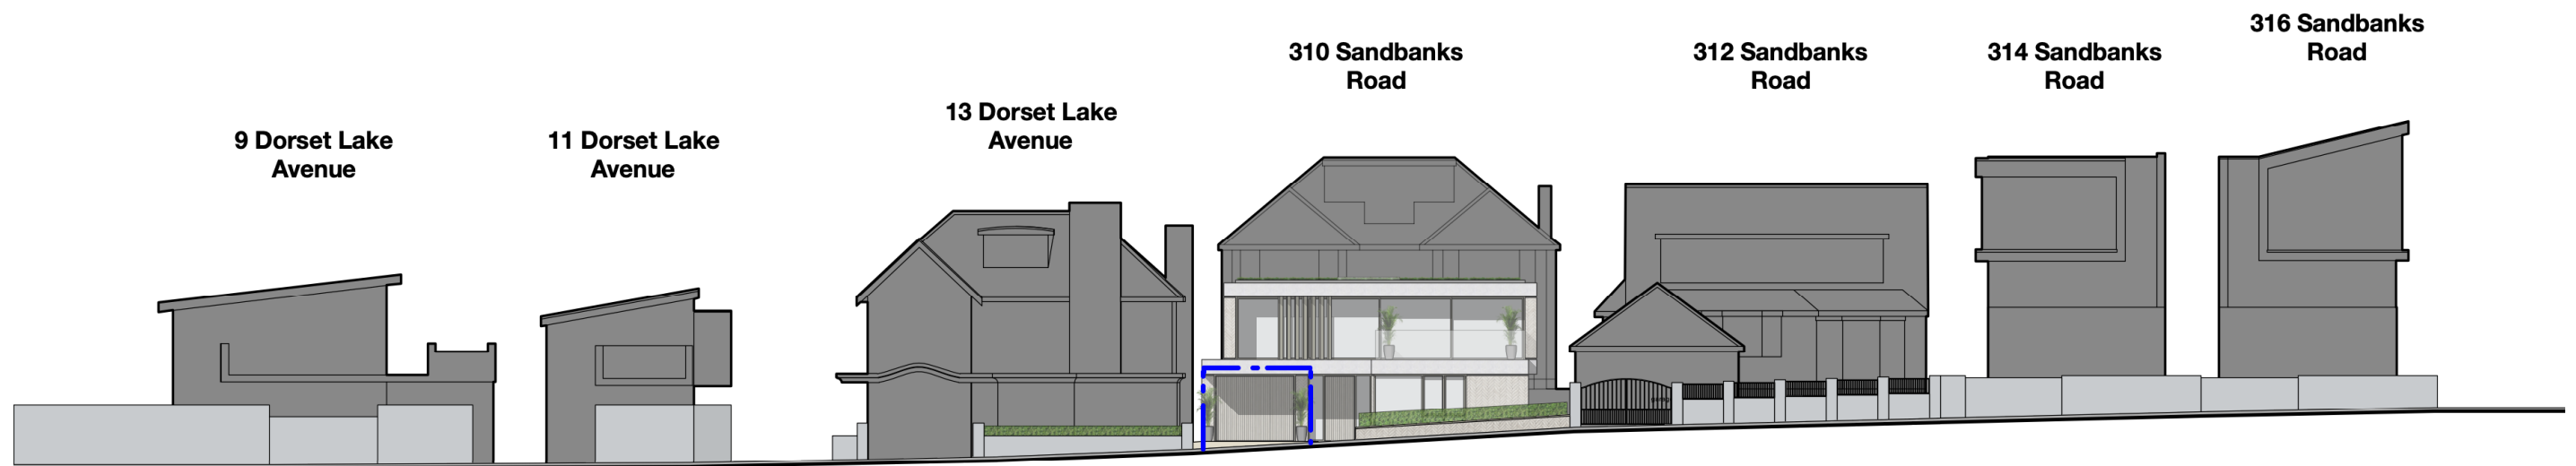 9 Dorset Lake
Avenue
11 Dorset Lake
Avenue
13 Dorset Lake
Avenue
310 Sandbanks
Road
312 Sandbanks
Road
314 Sandbanks
Road
316 Sandbanks
Road